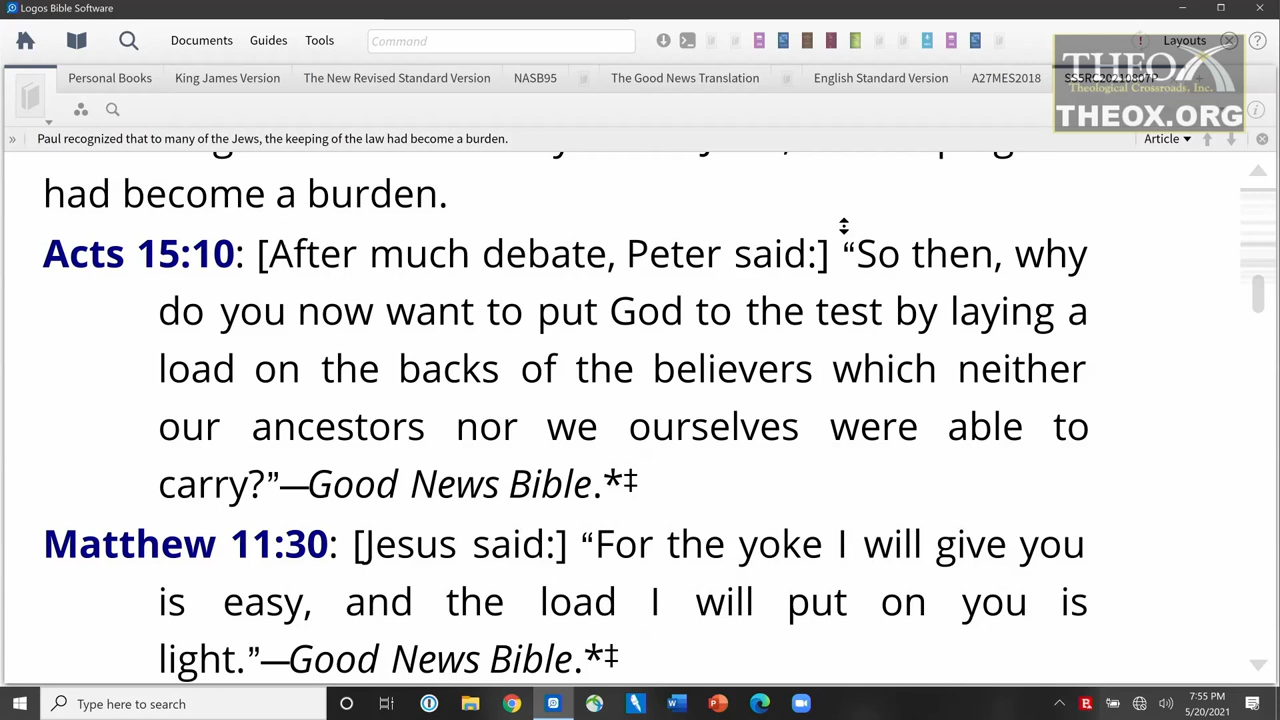 Logos Bible Software
Documents Guides Tools Command Layouts
Personal Books King James Version The New Revised Standard Version NASB95 The Good News Translation English Standard Version A27MES2018 SS5RC20210807P
THEOX
Theological Crossroads, Inc.
THEOX.ORG
Paul recognized that to many of the Jews, the keeping of the law had become a burden. Article
had become a burden.
Acts 15:10: [After much debate, Peter said:] “So then, why
do you now want to put God to the test by laying a
load on the backs of the believers which neither
our ancestors nor we ourselves were able to
carry?”—Good News Bible.*‡
Matthew 11:30: [Jesus said:] “For the yoke I will give you
is easy, and the load I will put on you is
light.”—Good News Bible.*‡
Type here to search
7:55 PM
5/20/2021